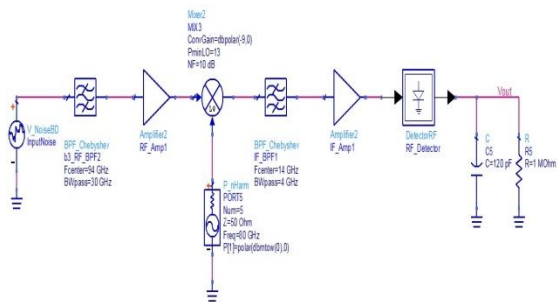 Mixer2
MIX3
ConvGain=dbpolar(-9,0)
PminLO=13
NF=10 dB
LO
V_NoiseBD
InputNoise
BPF_Chebyshev
b3_RF_BPF2
Fcenter=94 GHz
BWpass=30 GHz
Amplifier2
RF_Amp1
BPF_Chebyshev
IF_BPF1
Fcenter=14 GHz
BWpass=4 GHz
Amplifier2
IF_Amp1
DetectorRF
RF_Detector
Vout
C
C5
C=120 pF
R
R5
R=1 MOhm
P_nHarm
PORT5
Num=5
Z=50 Ohm
Freq=80 GHz
P[1]=polar(dbmtow(0),0)